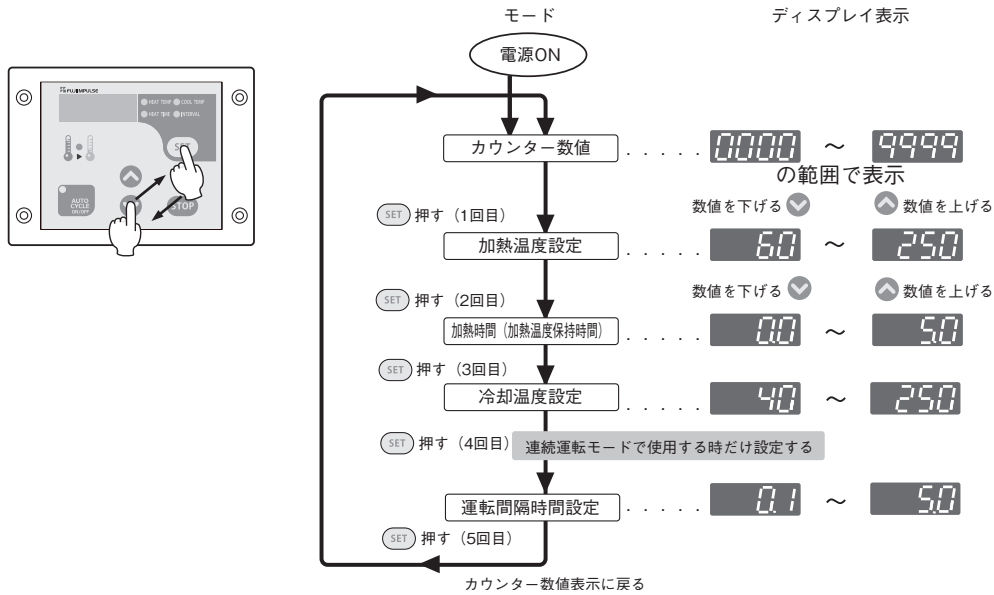 モード
ディスプレイ表示
電源ON
FUJI IMPULSE
HEAT TEMP
COOL TEMP
HEAT TIME
INTERVAL
SET
AUTO
CYCLE
ON/OFF
STOP
カウンター数値 . . . . . 0000 ～ 9999
の範囲で表示
SET 押す（1回目）
数値を下げる
数値を上げる
加熱温度設定 . . . . . 60 ～ 250
SET 押す（2回目）
数値を下げる
数値を上げる
加熱時間（加熱温度保持時間） . . . . . 0.0 ～ 5.0
SET 押す（3回目）
冷却温度設定 . . . . . 40 ～ 250
SET 押す（4回目）
連続運転モードで使用する時だけ設定する
運転間隔時間設定 . . . . . 0.1 ～ 5.0
SET 押す（5回目）
カウンター数値表示に戻る